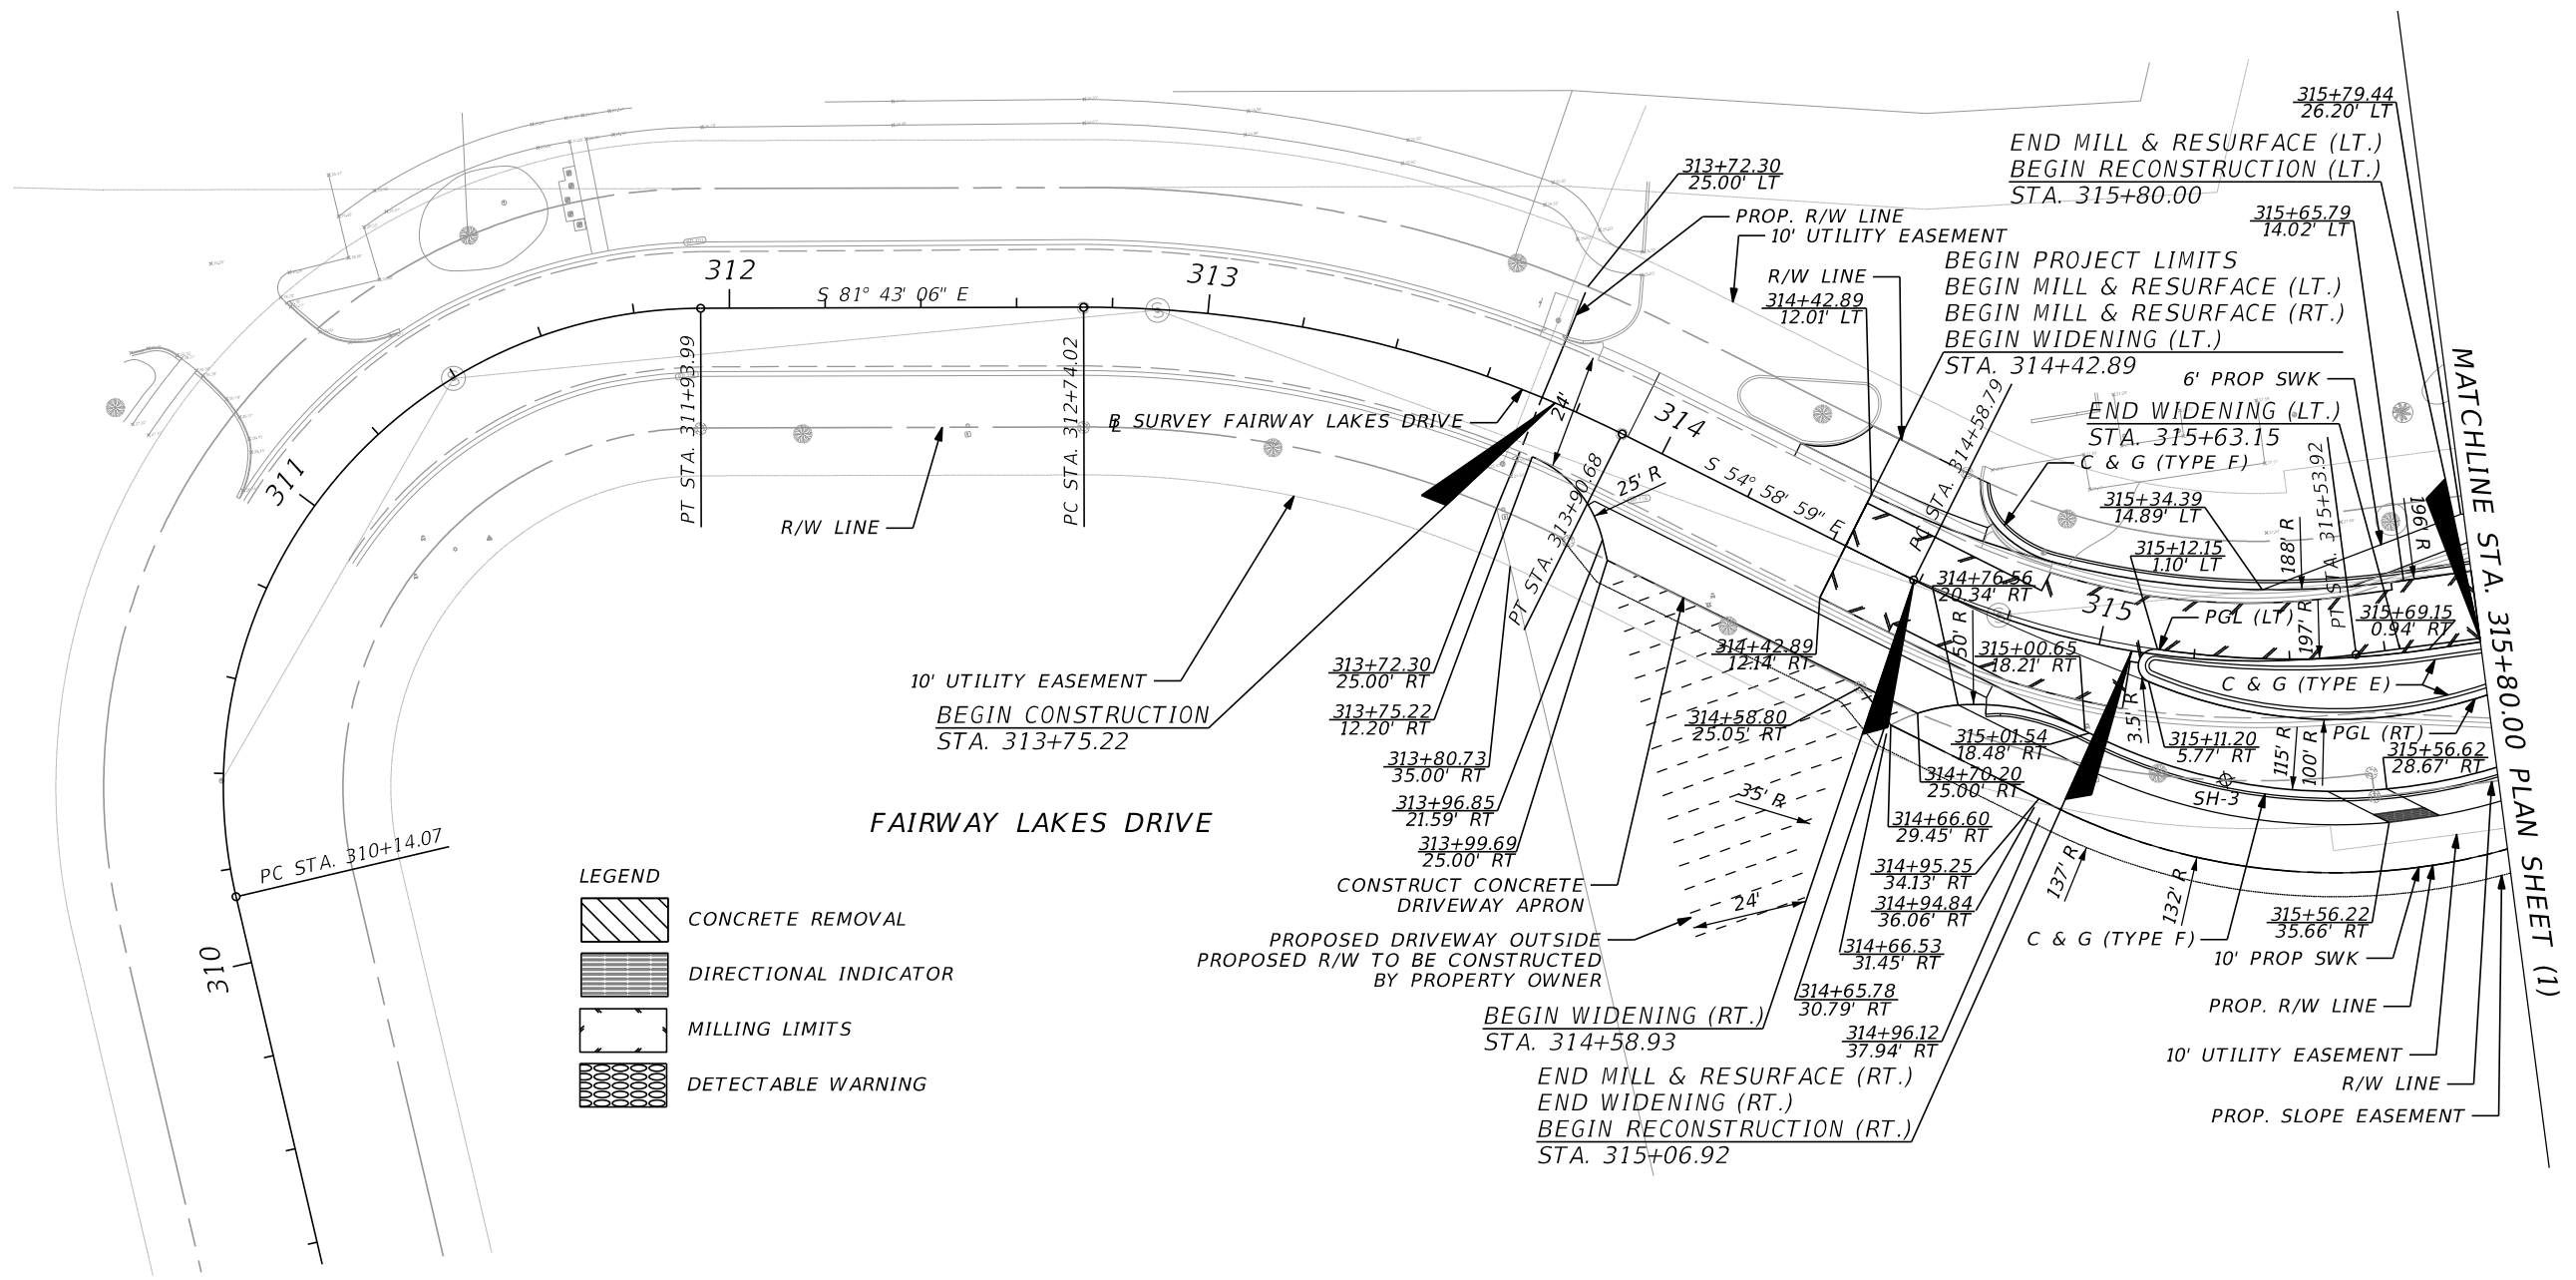 315+79.44
26.20' LT
END MILL & RESURFACE (LT.)
BEGIN RECONSTRUCTION (LT.)
STA. 315+80.00
313+72.30
25.00' LT
PROP. R/W LINE
10' UTILITY EASEMENT
315+65.79
14.02' LT
R/W LINE
314+42.89
12.01' LT
BEGIN PROJECT LIMITS
BEGIN MILL & RESURFACE (LT.)
BEGIN MILL & RESURFACE (RT.)
BEGIN WIDENING (LT.)
STA. 314+42.89
312
313
S 81° 43' 06" E
PT STA. 311+93.99
PC STA. 312+74.02
6' PROP SWK
END WIDENING (LT.)
STA. 315+63.15
C & G (TYPE F)
MATCHLINE STA. 315+80.00 PLAN SHEET (1)
B SURVEY FAIRWAY LAKES DRIVE
24'
314
25' R
S 54° 58' 59" E
PC STA. 314+58.79
PT STA. 313+90.68
311
R/W LINE
315+34.39
14.89' LT
315+12.15
1.10' LT
188' R
PT STA. 315+53.92
196' R
314+76.56
20.34' RT
315
PGL (LT)
197' R
315+69.15
0.94' RT
50' R
314+42.89
12.14' RT
315+00.65
18.21' RT
C & G (TYPE E)
10' UTILITY EASEMENT
BEGIN CONSTRUCTION
STA. 313+75.22
313+72.30
25.00' RT
313+75.22
12.20' RT
313+80.73
35.00' RT
313+96.85
21.59' RT
313+99.69
25.00' RT
314+58.80
25.05' RT
315+01.54
18.48' RT
3.5' R
315+11.20
5.77' RT
PGL (RT)
115' R
100' R
315+56.62
28.67' RT
314+70.20
25.00' RT
35' R
SH-3
314+66.60
29.45' RT
FAIRWAY LAKES DRIVE
PC STA. 310+14.07
310
LEGEND
CONCRETE REMOVAL
DIRECTIONAL INDICATOR
MILLING LIMITS
DETECTABLE WARNING
CONSTRUCT CONCRETE
DRIVEWAY APRON
24'
PROPOSED DRIVEWAY OUTSIDE
PROPOSED R/W TO BE CONSTRUCTED
BY PROPERTY OWNER
314+95.25
34.13' RT
314+94.84
36.06' RT
137' R
132' R
314+66.53
31.45' RT
C & G (TYPE F)
315+56.22
35.66' RT
10' PROP SWK
314+65.78
30.79' RT
PROP. R/W LINE
BEGIN WIDENING (RT.)
STA. 314+58.93
314+96.12
37.94' RT
10' UTILITY EASEMENT
R/W LINE
PROP. SLOPE EASEMENT
END MILL & RESURFACE (RT.)
END WIDENING (RT.)
BEGIN RECONSTRUCTION (RT.)
STA. 315+06.92